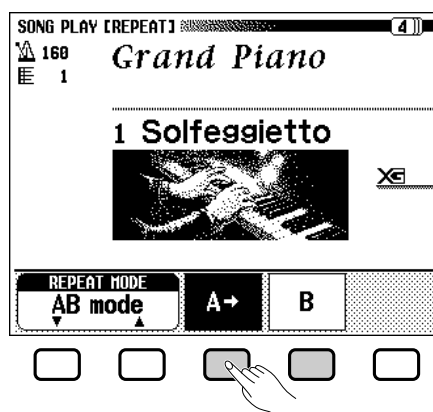 SONG PLAY [REPEAT] 4
160
1
Grand Piano
1 Solfeggietto
XG
REPEAT MODE
AB mode
A→
B